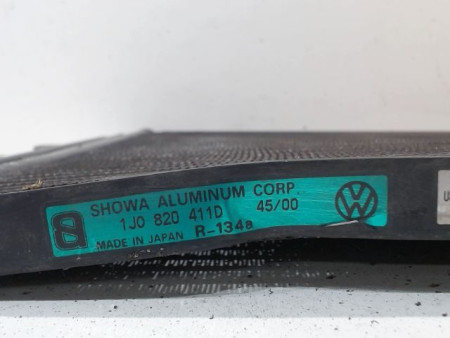 SHOWA ALUMINUM CORP.
1J0 820 411D 45/00
MADE IN JAPAN R-134a